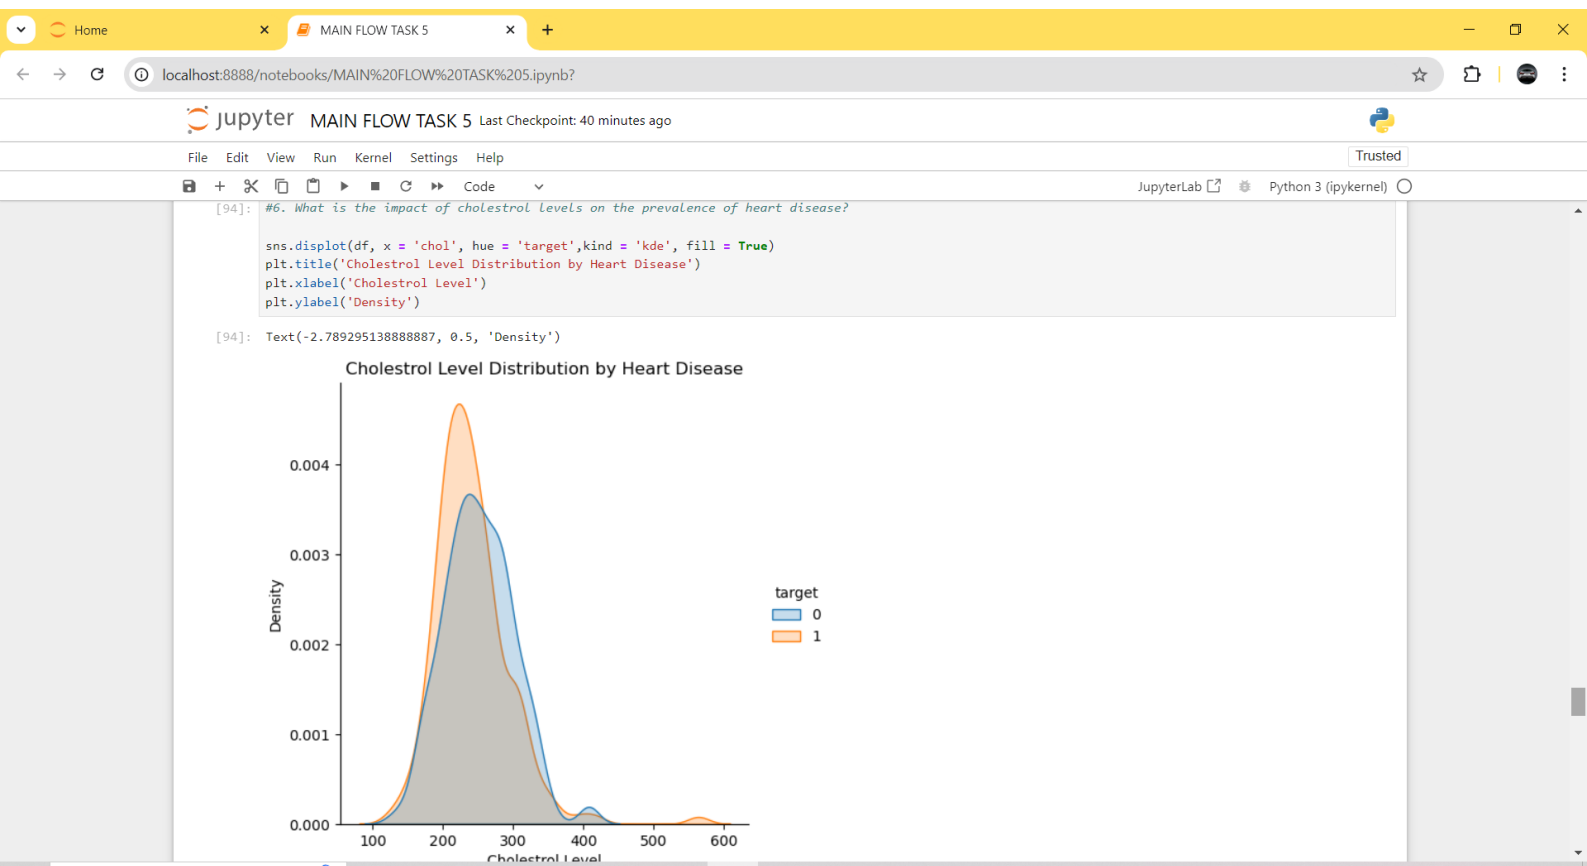 Home
MAIN FLOW TASK 5
localhost:8888/notebooks/MAIN%20FLOW%20TASK%205.ipynb?
jupyter MAIN FLOW TASK 5 Last Checkpoint: 40 minutes ago
File Edit View Run Kernel Settings Help
Trusted
Code
JupyterLab
Python 3 (ipykernel)
[94]: #6. What is the impact of cholestrol levels on the prevalence of heart disease?
sns.displot(df, x = 'chol', hue = 'target',kind = 'kde', fill = True)
plt.title('Cholestrol Level Distribution by Heart Disease')
plt.xlabel('Cholestrol Level')
plt.ylabel('Density')
[94]: Text(-2.789295138888887, 0.5, 'Density')
Cholestrol Level Distribution by Heart Disease
0.004
0.003
0.002
0.001
0.000
Density
target
0
1
100 200 300 400 500 600
Cholestrol Level